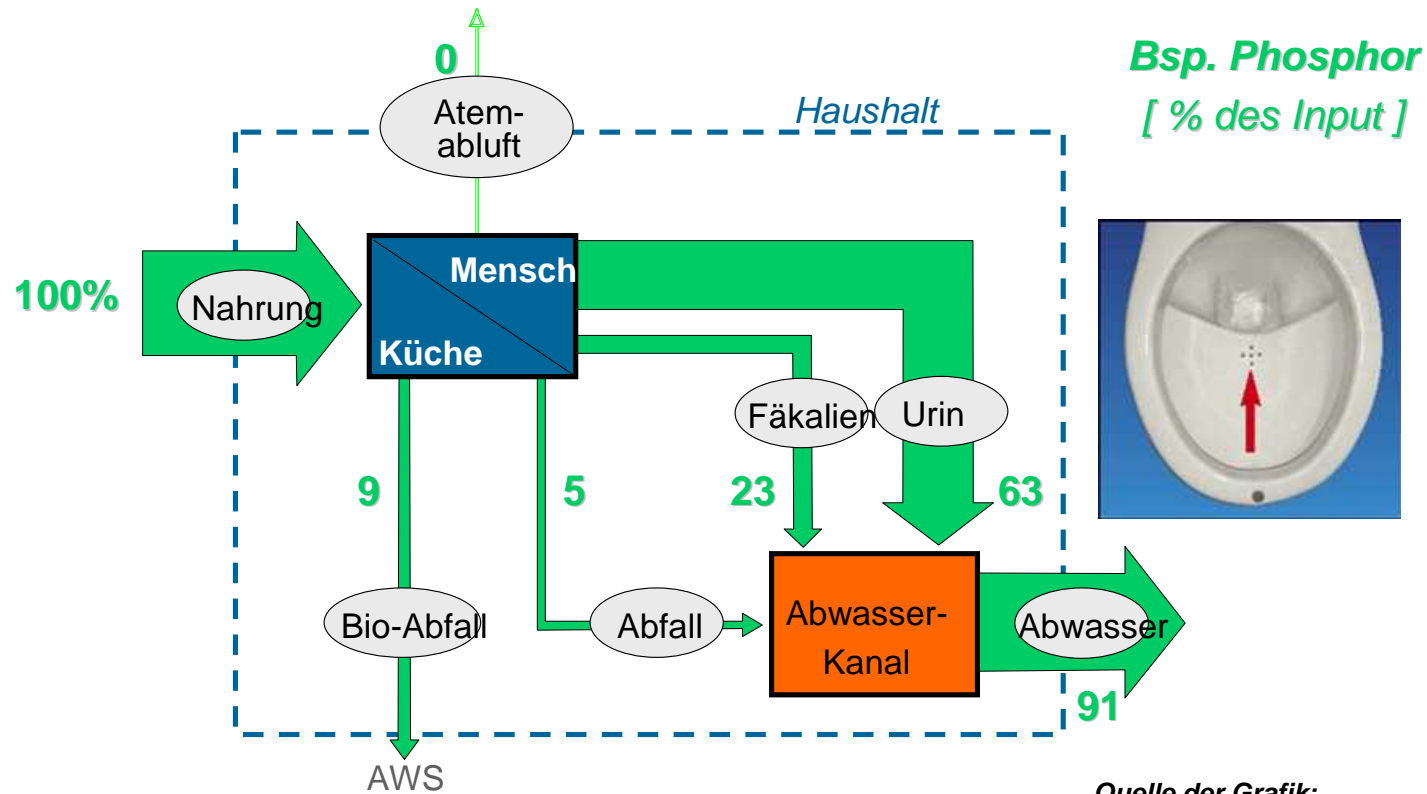 0
Bsp. Phosphor
[ % des Input ]
Atem-
abluft
Haushalt
100%
Nahrung
Mensch
Küche
Fäkalien
Urin
9
5
23
63
Bio-Abfall
Abfall
Abwasser-
Kanal
Abwasser
91
AWS
Quelle der Grafik: